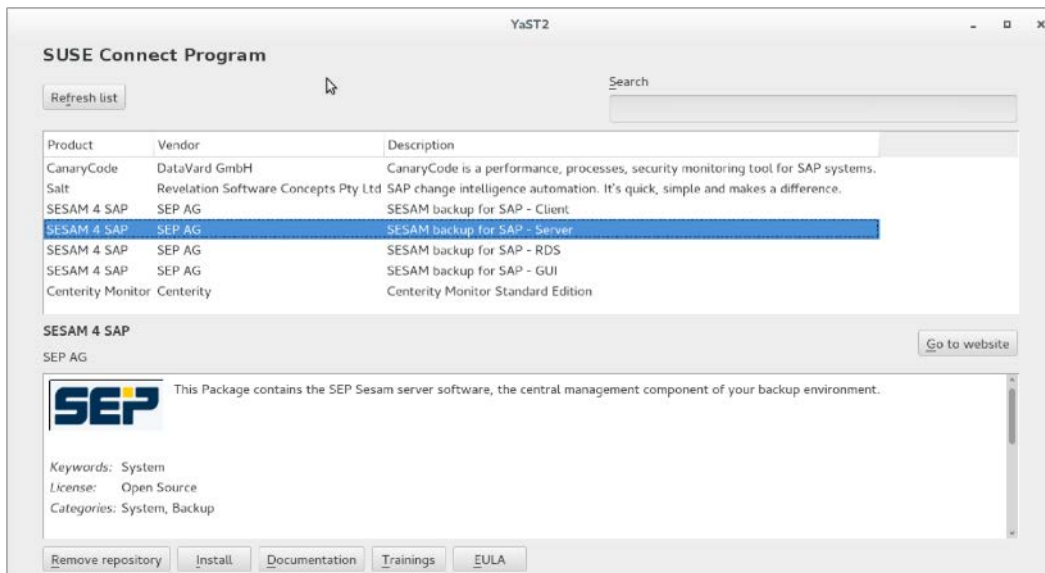 YaST2
SUSE Connect Program
Refresh list
Search
Product Vendor Description
CanaryCode DataVard GmbH CanaryCode is a performance, processes, security monitoring tool for SAP systems.
Salt Revelation Software Concepts Pty Ltd SAP change intelligence automation. It's quick, simple and makes a difference.
SESAM 4 SAP SEP AG SESAM backup for SAP - Client
SESAM 4 SAP SEP AG SESAM backup for SAP - Server
SESAM 4 SAP SEP AG SESAM backup for SAP - RDS
SESAM 4 SAP SEP AG SESAM backup for SAP - GUI
Centerity Monitor Centerity Centerity Monitor Standard Edition
SESAM 4 SAP
Go to website
SEP AG
SEP This Package contains the SEP Sesam server software, the central management component of your backup environment.
Keywords: System
License: Open Source
Categories: System, Backup
Remove repository Install Documentation Trainings EULA